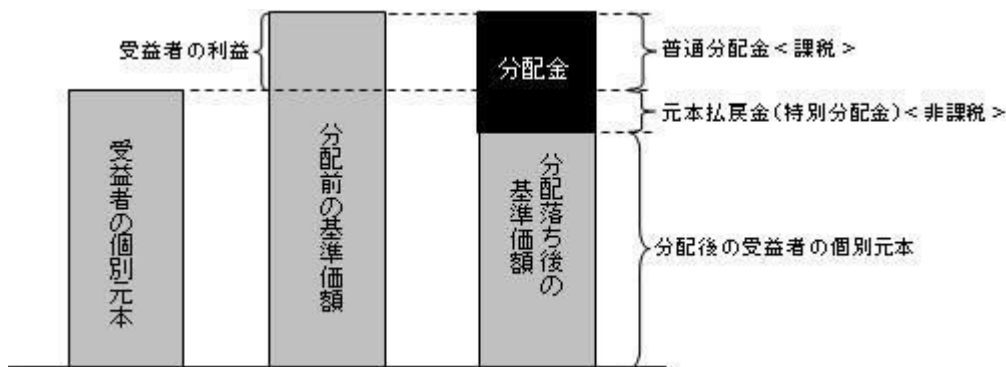 受益者の利益
分配金
普通分配金<課税>
元本払戻金(特別分配金)<非課税>
受益者の個別元本
分配前の基準価額
分配落ち後の
基準価額
分配後の受益者の個別元本